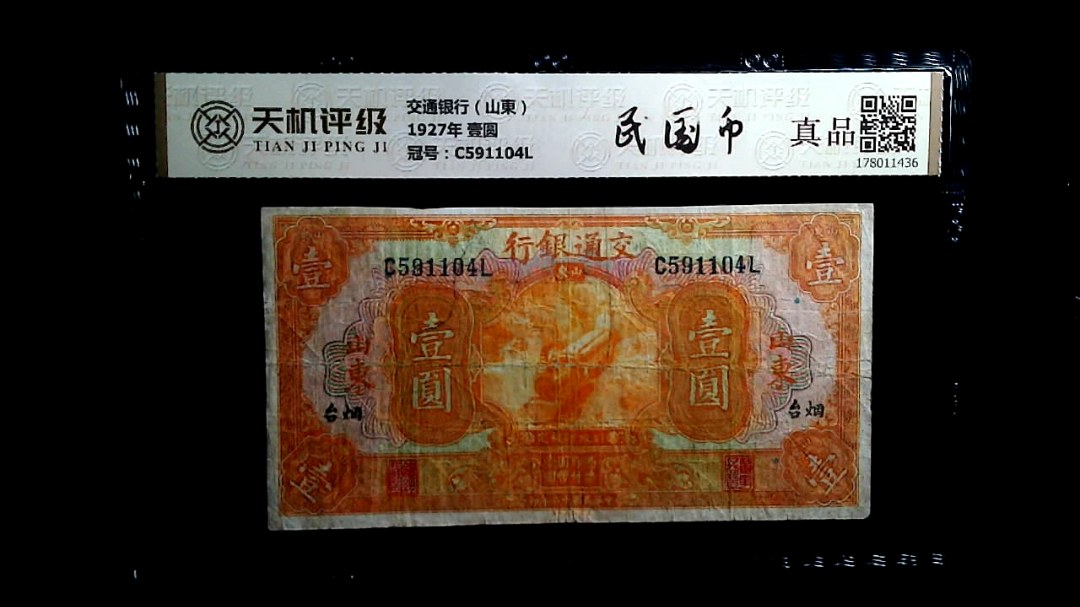 天机评级
TIAN JI PING JI
交通银行（山東）
1927年 壹圆
冠号：C591104L
民国币
真品
178011436
行銀通交
C591104L
C591104L
壹
壹
壹圓
壹圓
山東
山東
台烟
台烟
壹
壹